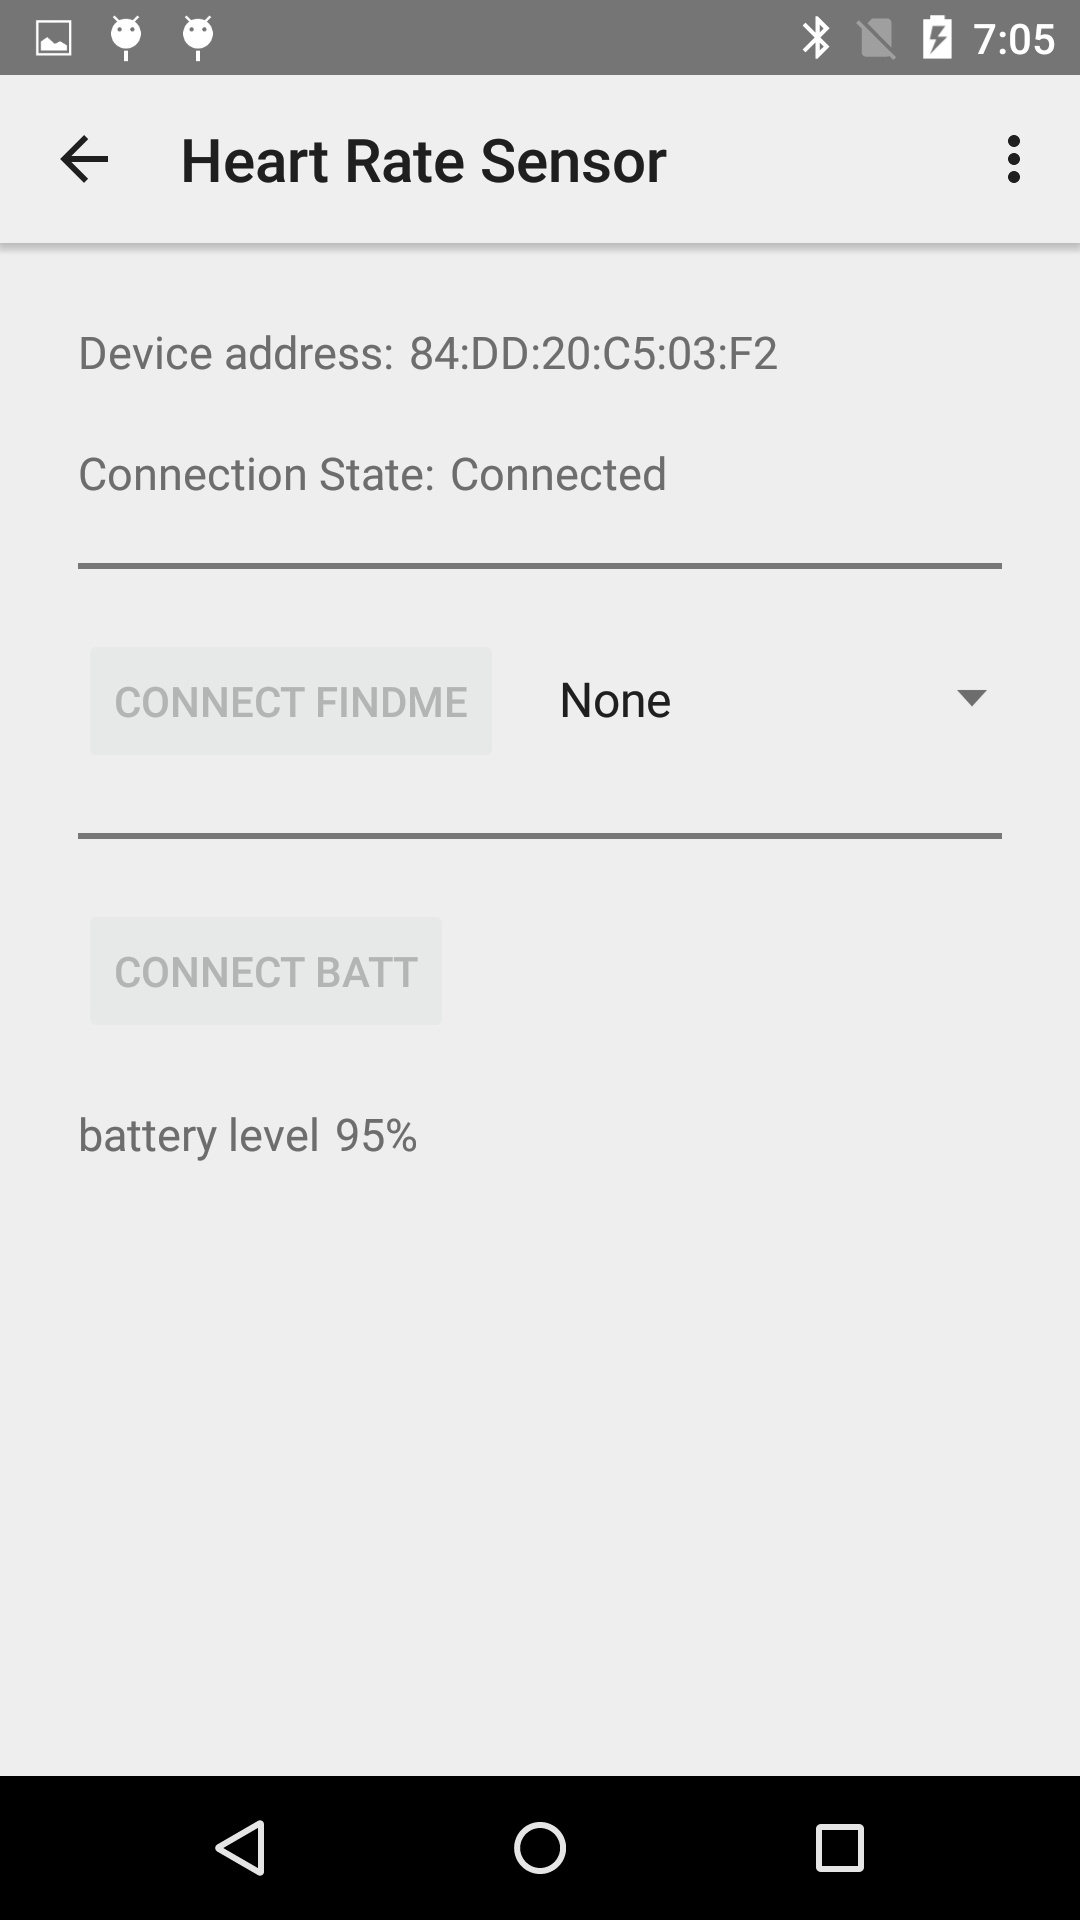 7:05
Heart Rate Sensor
Device address: 84:DD:20:C5:03:F2
Connection State: Connected
CONNECT FINDME None
CONNECT BATT
battery level 95%